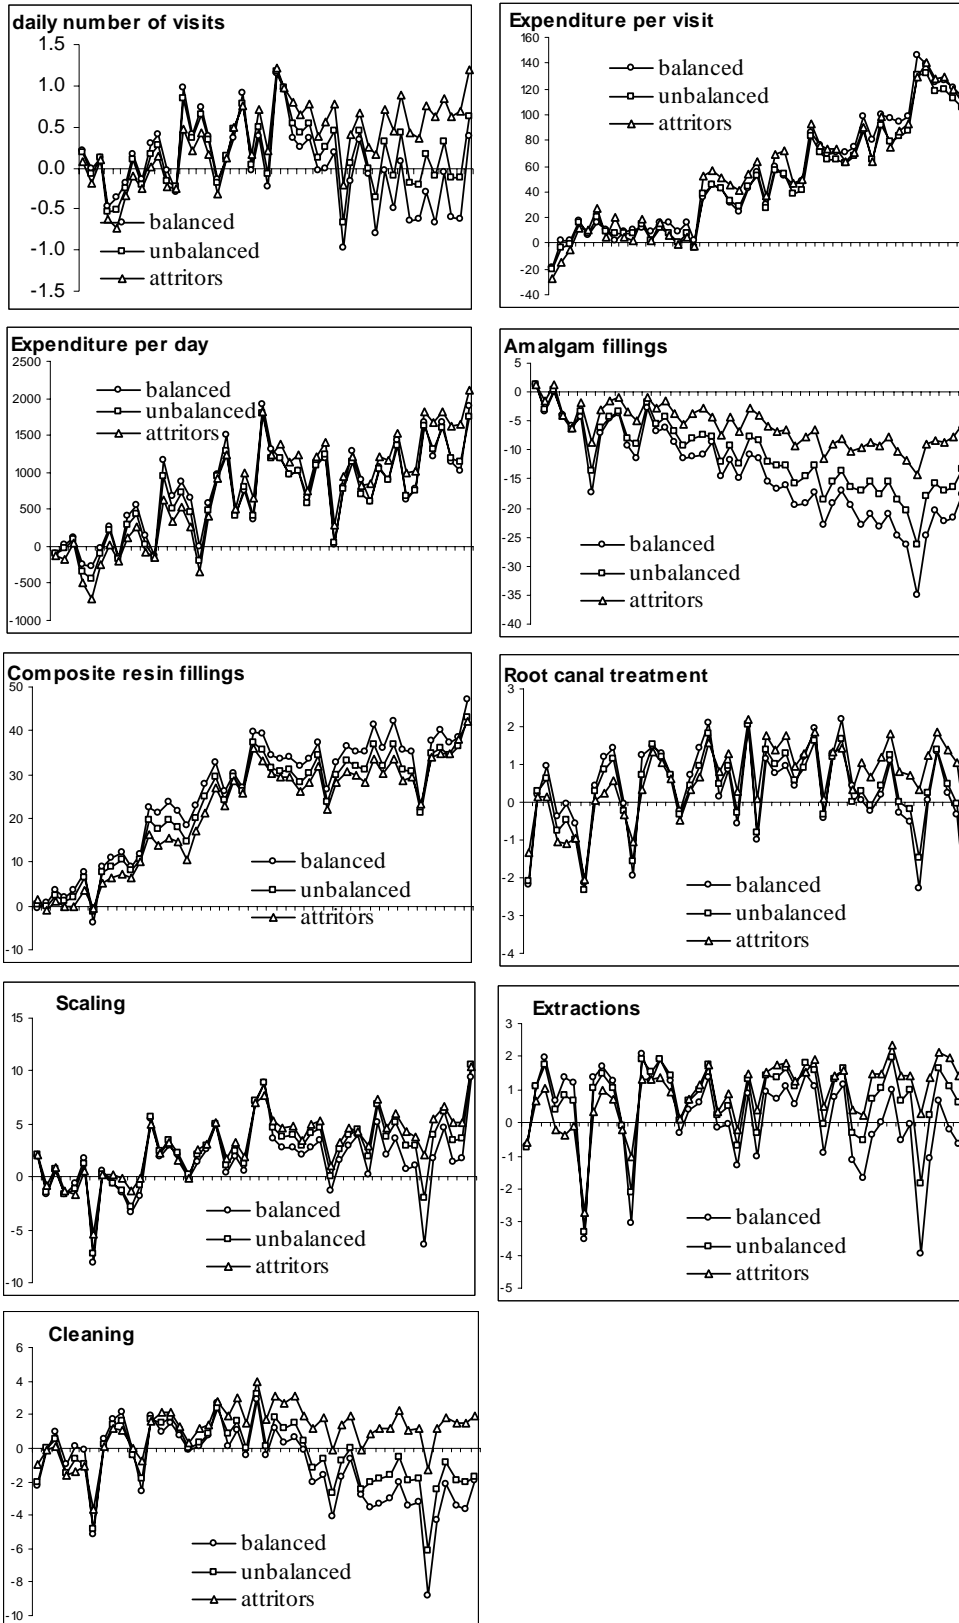 daily number of visits
1.5
1.0
0.5
0.0
-0.5
-1.0
-1.5
balanced
unbalanced
attritors
Expenditure per visit
160
140
120
100
80
60
40
20
0
-20
-40
balanced
unbalanced
attritors
Expenditure per day
2500
2000
1500
1000
500
0
-500
-1000
balanced
unbalanced
attritors
Amalgam fillings
5
0
-5
-10
-15
-20
-25
-30
-35
-40
balanced
unbalanced
attritors
Composite resin fillings
50
40
30
20
10
0
-10
balanced
unbalanced
attritors
Root canal treatment
3
2
1
0
-1
-2
-3
-4
balanced
unbalanced
attritors
Scaling
15
10
5
0
-5
-10
balanced
unbalanced
attritors
Extractions
3
2
1
0
-1
-2
-3
-4
-5
balanced
unbalanced
attritors
Cleaning
6
4
2
0
-2
-4
-6
-8
-10
balanced
unbalanced
attritors